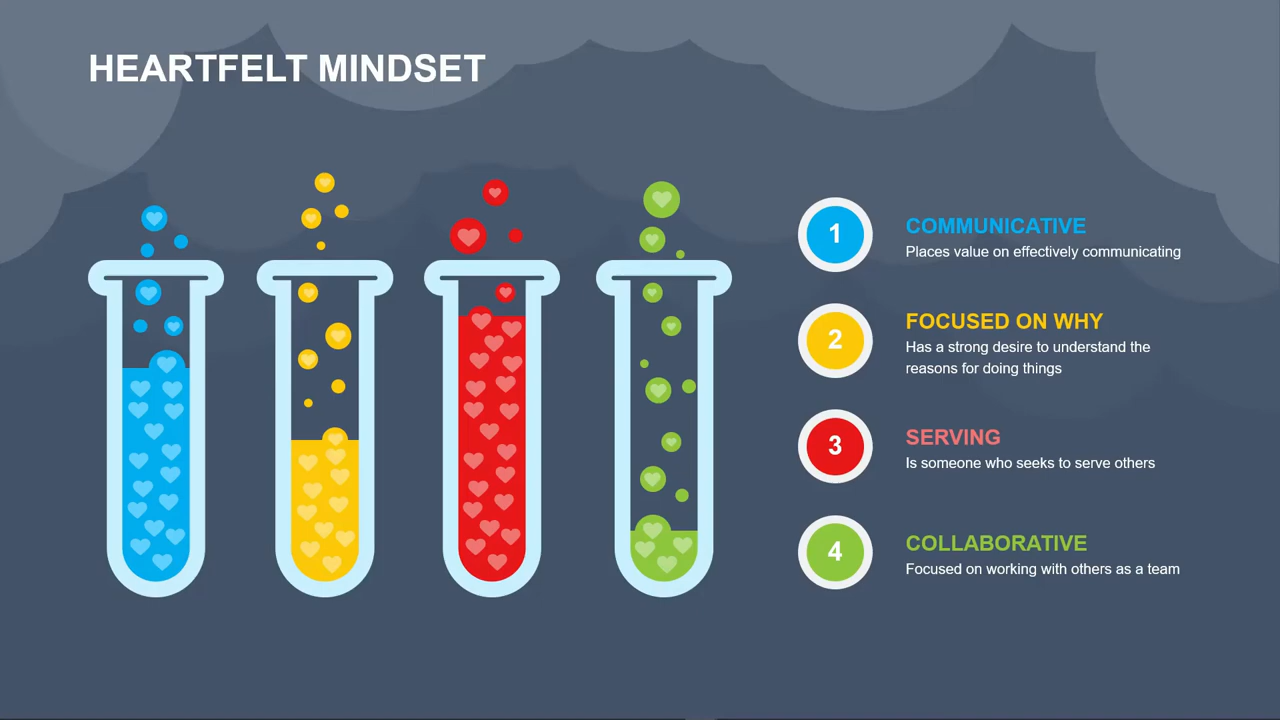 HEARTFELT MINDSET
1
COMMUNICATIVE
Places value on effectively communicating
2
FOCUSED ON WHY
Has a strong desire to understand the
reasons for doing things
3
SERVING
Is someone who seeks to serve others
4
COLLABORATIVE
Focused on working with others as a team